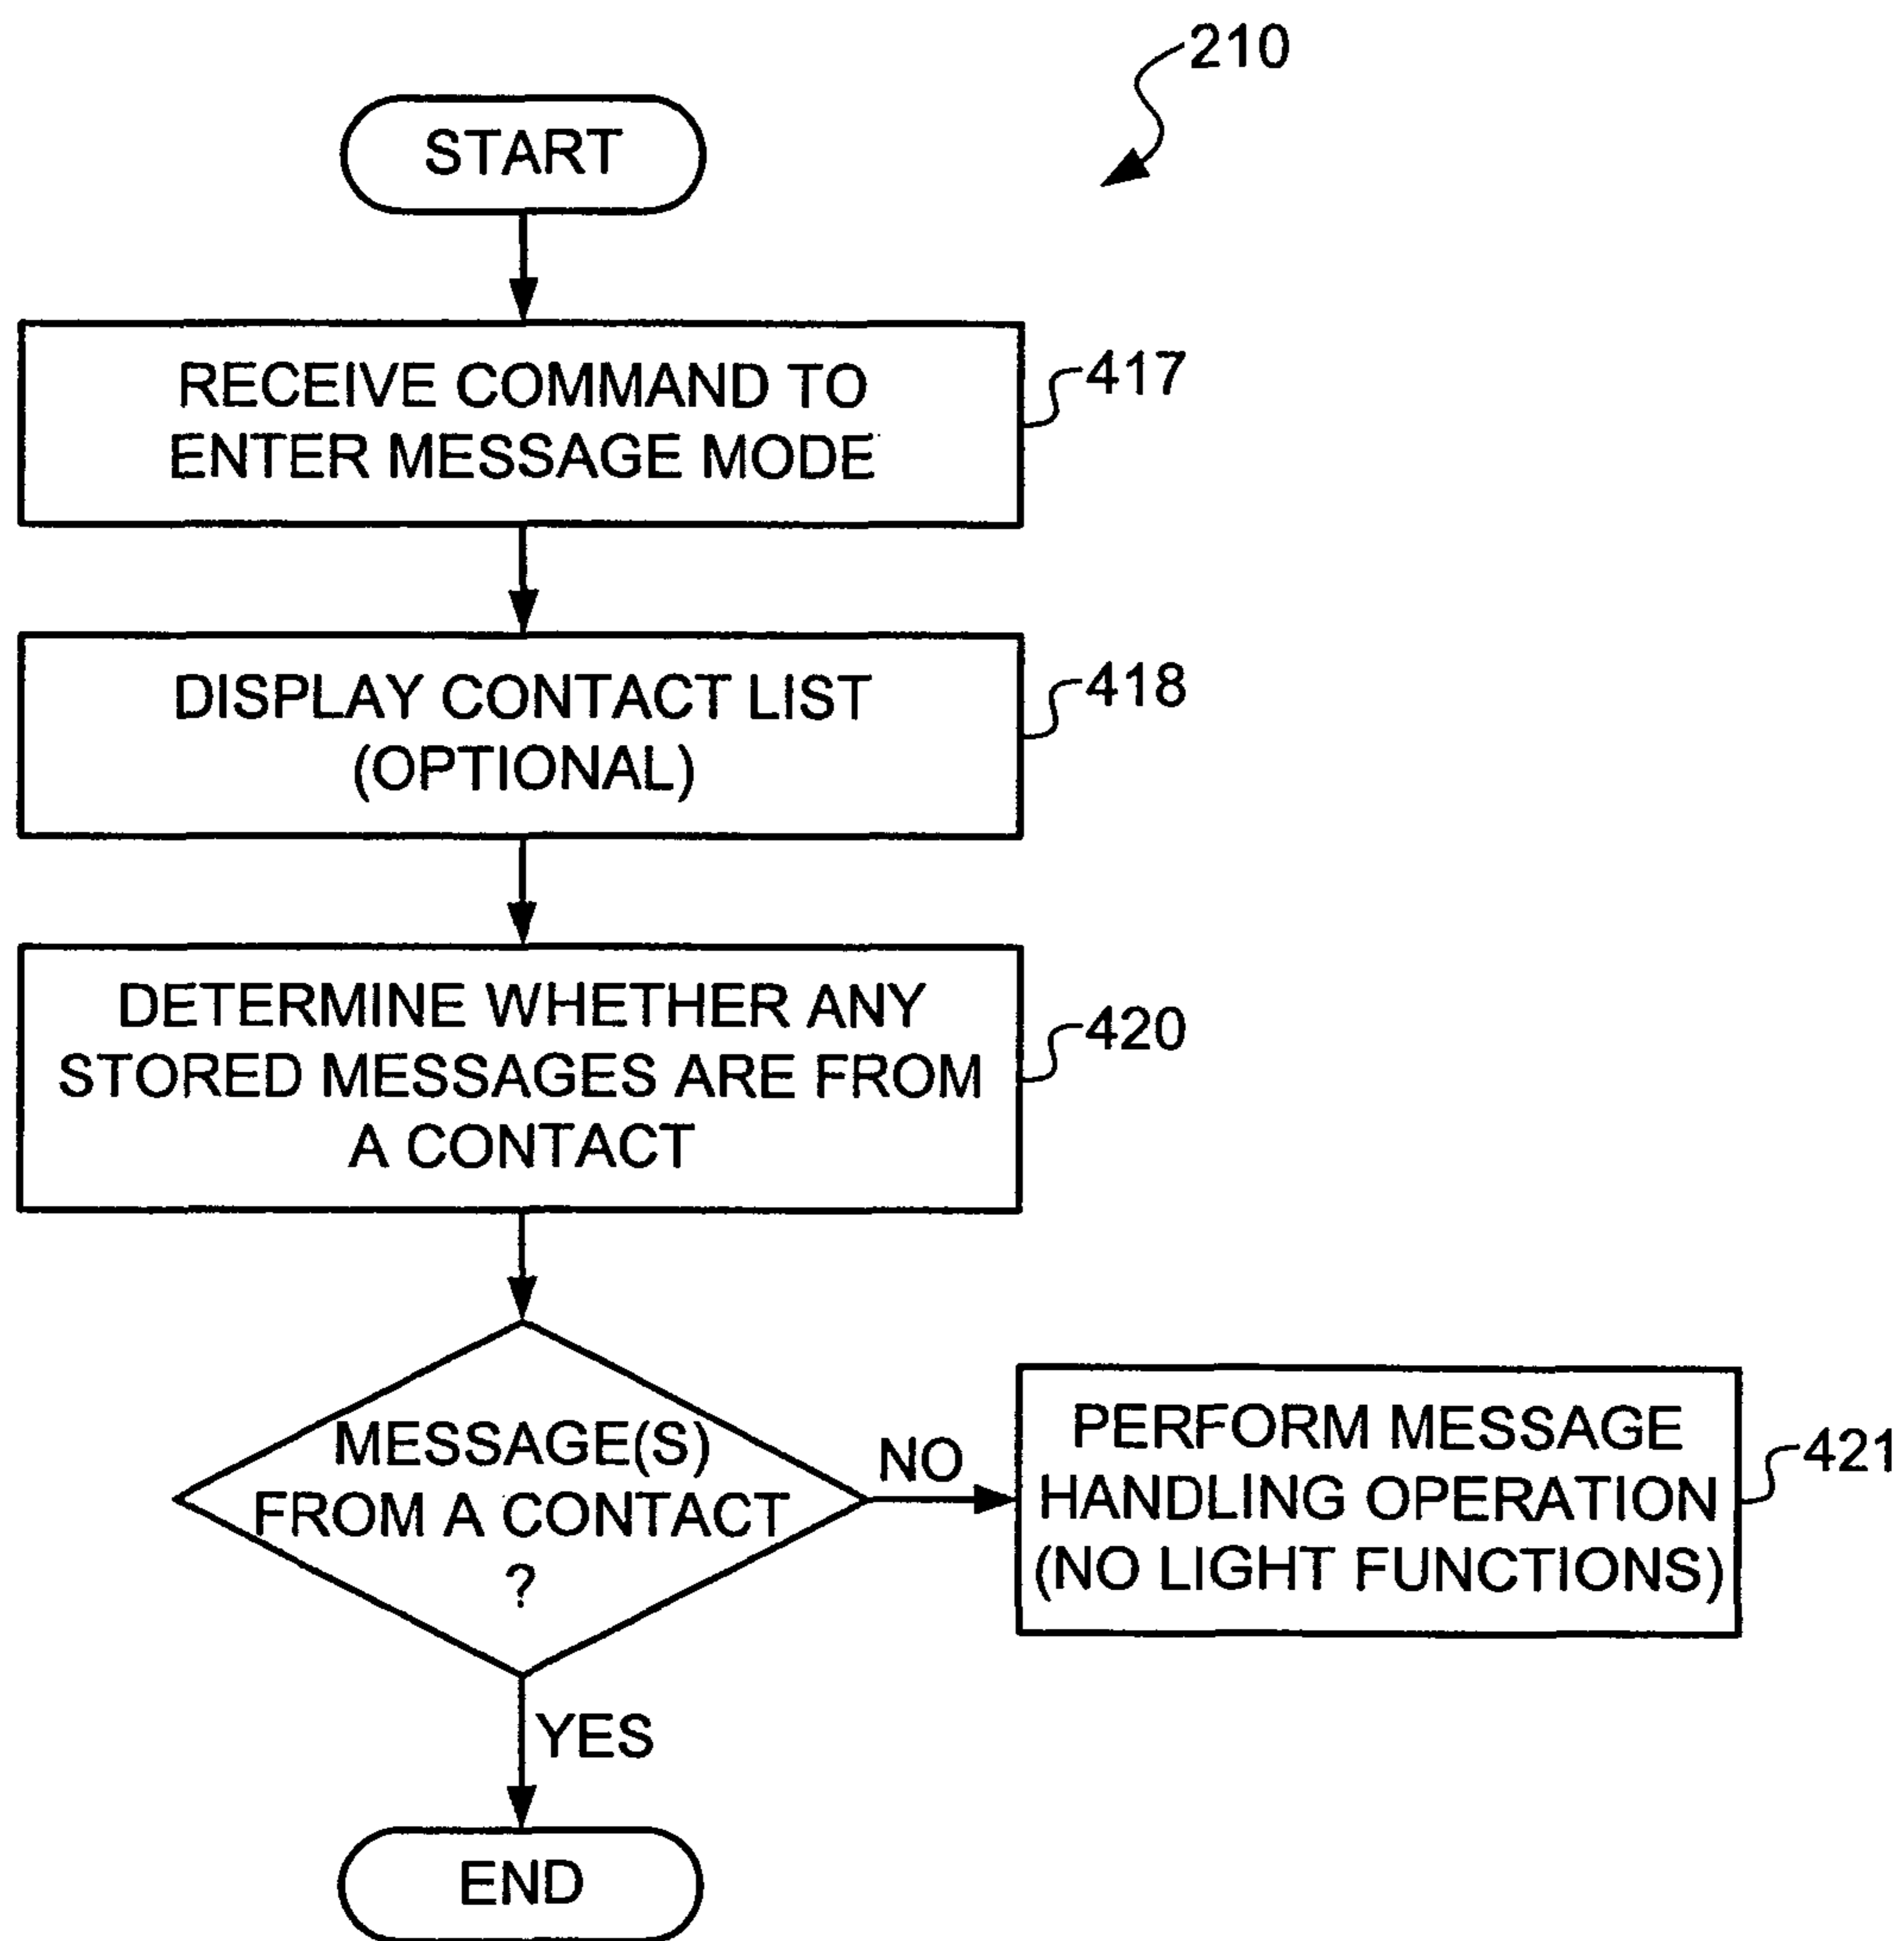 210
START
RECEIVE COMMAND TO
ENTER MESSAGE MODE
417
DISPLAY CONTACT LIST
(OPTIONAL)
418
DETERMINE WHETHER ANY
STORED MESSAGES ARE FROM
A CONTACT
420
MESSAGE(S)
FROM A CONTACT
?
NO
PERFORM MESSAGE
HANDLING OPERATION
(NO LIGHT FUNCTIONS)
421
YES
END